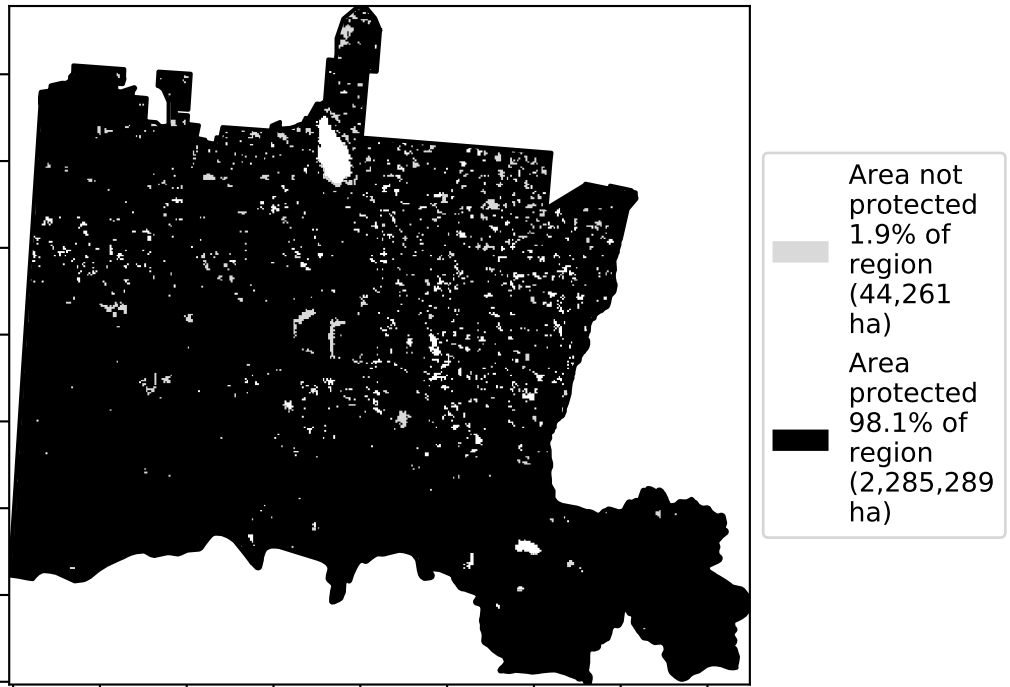 Area not
protected
1.9% of
region
(44,261
ha)
Area
protected
98.1% of
region
(2,285,289
ha)